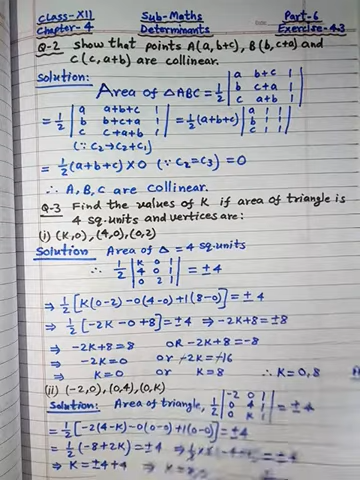 Class-XII Sub-Maths Part-6
Chapter-4 Determinants Exercise-4.3
Q-2 Show that points A(a, b+c), B(b, c+a) and
C(c, a+b) are collinear.
Solution:
Area of △ABC = 1/2 | a b+c 1 |
| b c+a 1 |
| c a+b 1 |
= 1/2 | a a+b+c 1 | = 1/2 (a+b+c) | a 1 1 |
| b b+c+a 1 | | b 1 1 |
| c c+a+b 1 | | c 1 1 |
(∵ C2→C2+C1)
= 1/2 (a+b+c) × 0 (∵ C2=C3) = 0
∴ A, B, C are collinear.
Q-3 Find the values of K if area of triangle is
4 sq.units and vertices are:
(i) (K,0), (4,0), (0,2)
Solution Area of △ = 4 sq.units
∴ 1/2 | K 0 1 | = ±4
| 4 0 1 |
| 0 2 1 |
⇒ 1/2 [K(0-2)-0(4-0)+1(8-0)] = ±4
⇒ 1/2 [-2K-0+8] = ±4 ⇒ -2K+8 = ±8
⇒ -2K+8 = 8 OR -2K+8 = -8
⇒ -2K = 0 or -2K = -16
⇒ K = 0 or K = 8 ∴ K = 0, 8
(ii) (-2,0), (0,4), (0,K)
Solution: Area of triangle, 1/2 | -2 0 1 | = ±4
| 0 4 1 |
| 0 K 1 |
= 1/2 [-2(4-K)-0(0-0)+1(0-0)] = ±4
= 1/2 (-8+2K) = ±4
⇒ K = ±4+4